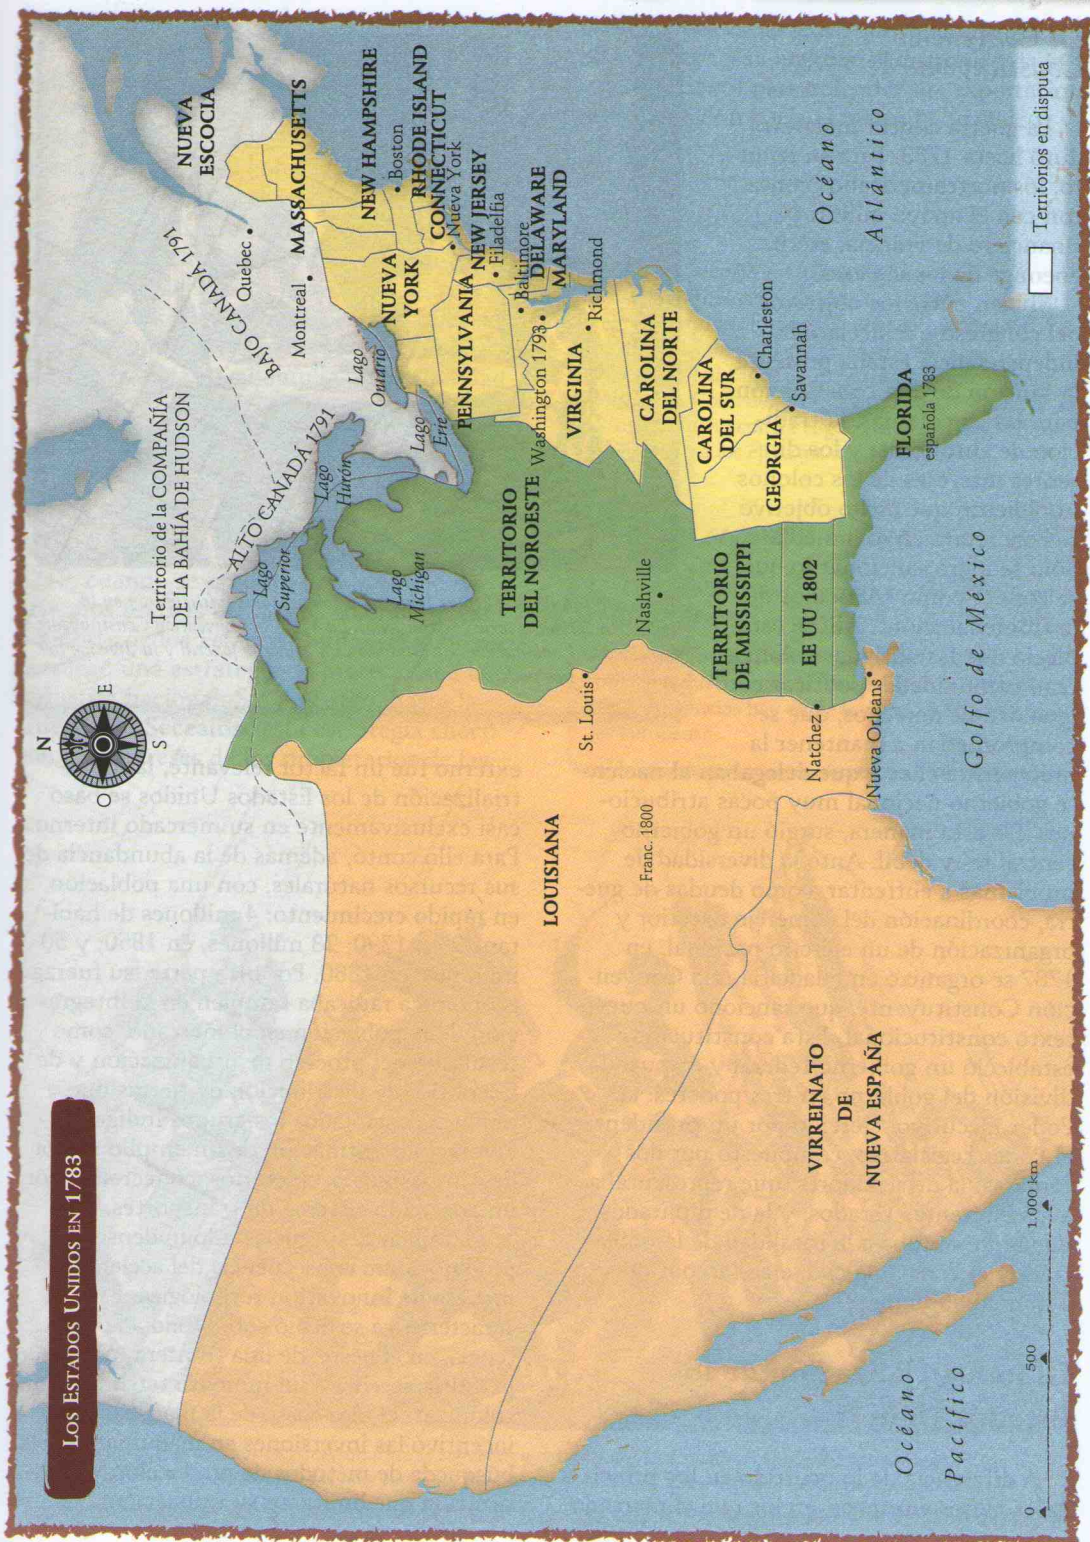 LOS ESTADOS UNIDOS EN 1783
N
O
E
S
Territorio de la COMPAÑÍA
DE LA BAHÍA DE HUDSON
ALTO CANADÁ 1791
BAJO CANADÁ 1791
NUEVA
ESCOCIA
Quebec
Montreal
MASSACHUSETTS
NEW HAMPSHIRE
Boston
RHODE ISLAND
CONNECTICUT
Nueva York
NUEVA
YORK
NEW JERSEY
Filadelfia
PENNSYLVANIA
Baltimore
DELAWARE
MARYLAND
Washington 1793
Richmond
VIRGINIA
Lago
Superior
Lago
Hurón
Lago
Michigan
Lago
Ontario
Lago
Erie
TERRITORIO
DEL NOROESTE
CAROLINA
DEL NORTE
CAROLINA
DEL SUR
Charleston
Savannah
GEORGIA
Nashville
TERRITORIO
DE MISSISSIPPI
EE UU 1802
St. Louis
Natchez
Nueva Orleans
LOUISIANA
Franc. 1800
FLORIDA
española 1783
VIRREINATO
DE
NUEVA ESPAÑA
Golfo de México
Océano
Atlántico
Océano
Pacífico
0 500 1.000 km
Territorios en disputa